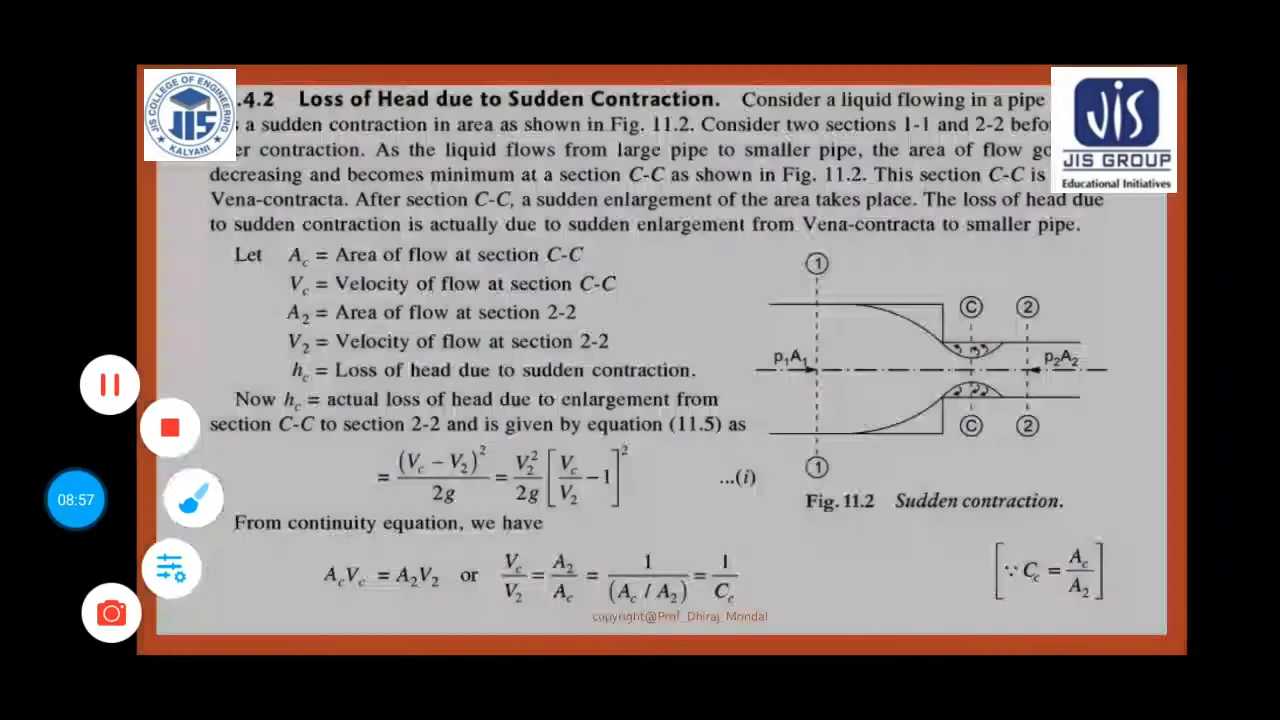 .4.2 Loss of Head due to Sudden Contraction. Consider a liquid flowing in a pipe
a sudden contraction in area as shown in Fig. 11.2. Consider two sections 1-1 and 2-2
contraction. As the liquid flows from large pipe to smaller pipe, the area of flow
decreasing and becomes minimum at a section C-C as shown in Fig. 11.2. This section C-C is
Vena-contracta. After section C-C, a sudden enlargement of the area takes place. The loss of head due
to sudden contraction is actually due to sudden enlargement from Vena-contracta to smaller pipe.
Let A_c = Area of flow at section C-C
V_c = Velocity of flow at section C-C
A_2 = Area of flow at section 2-2
V_2 = Velocity of flow at section 2-2
h_c = Loss of head due to sudden contraction.
Now h_c = actual loss of head due to enlargement from
section C-C to section 2-2 and is given by equation (11.5) as
= (V_c − V_2)^2 / 2g = V_2^2 / 2g [V_c / V_2 − 1]^2 ...(i)
From continuity equation, we have
A_c V_c = A_2 V_2 or V_c / V_2 = A_2 / A_c = 1 / (A_c / A_2) = 1 / C_c [∵ C_c = A_c / A_2]
1
C 2
p_1A_1 p_2A_2
C 2
1
Fig. 11.2 Sudden contraction.
copyright@Prof_Dhiraj_Mondal
JIS COLLEGE OF ENGINEERING
JIS
KALYANI
JIS
JIS GROUP
Educational Initiatives
08:57